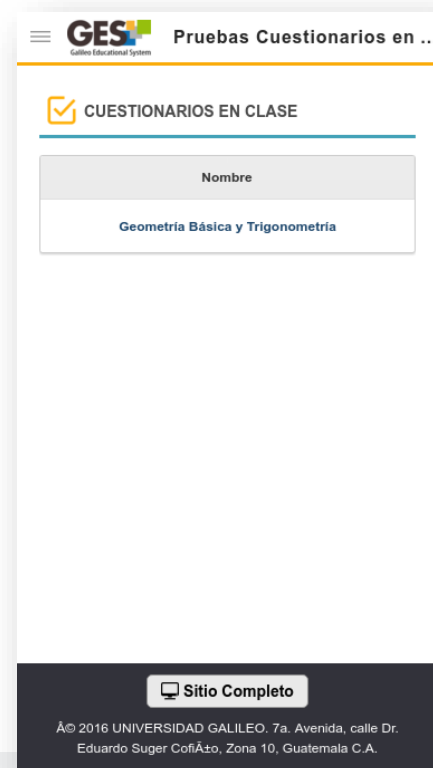 GES
Galileo Educational System
Pruebas Cuestionarios en ...
CUESTIONARIOS EN CLASE
Nombre
Geometría Básica y Trigonometría
Sitio Completo
Â© 2016 UNIVERSIDAD GALILEO. 7a. Avenida, calle Dr.
Eduardo Suger CofiÃ±o, Zona 10, Guatemala C.A.